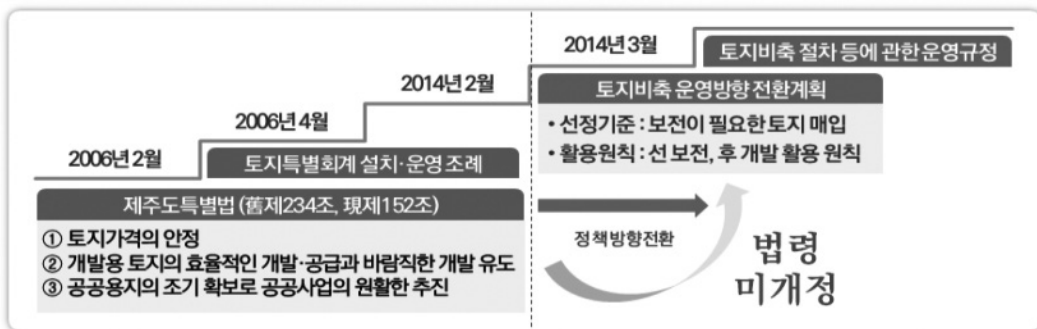 2014년 3월
토지비축 절차 등에 관한 운영규정
2014년 2월
토지비축 운영방향 전환계획
• 선정기준 : 보전이 필요한 토지 매입
• 활용원칙 : 선 보전, 후 개발 활용 원칙
2006년 4월
토지특별회계 설치·운영 조례
2006년 2월
제주도특별법 (舊제234조, 現제152조)
① 토지가격의 안정
② 개발용 토지의 효율적인 개발·공급과 바람직한 개발 유도
③ 공공용지의 조기 확보로 공공사업의 원활한 추진
정책방향전환
법령
미개정